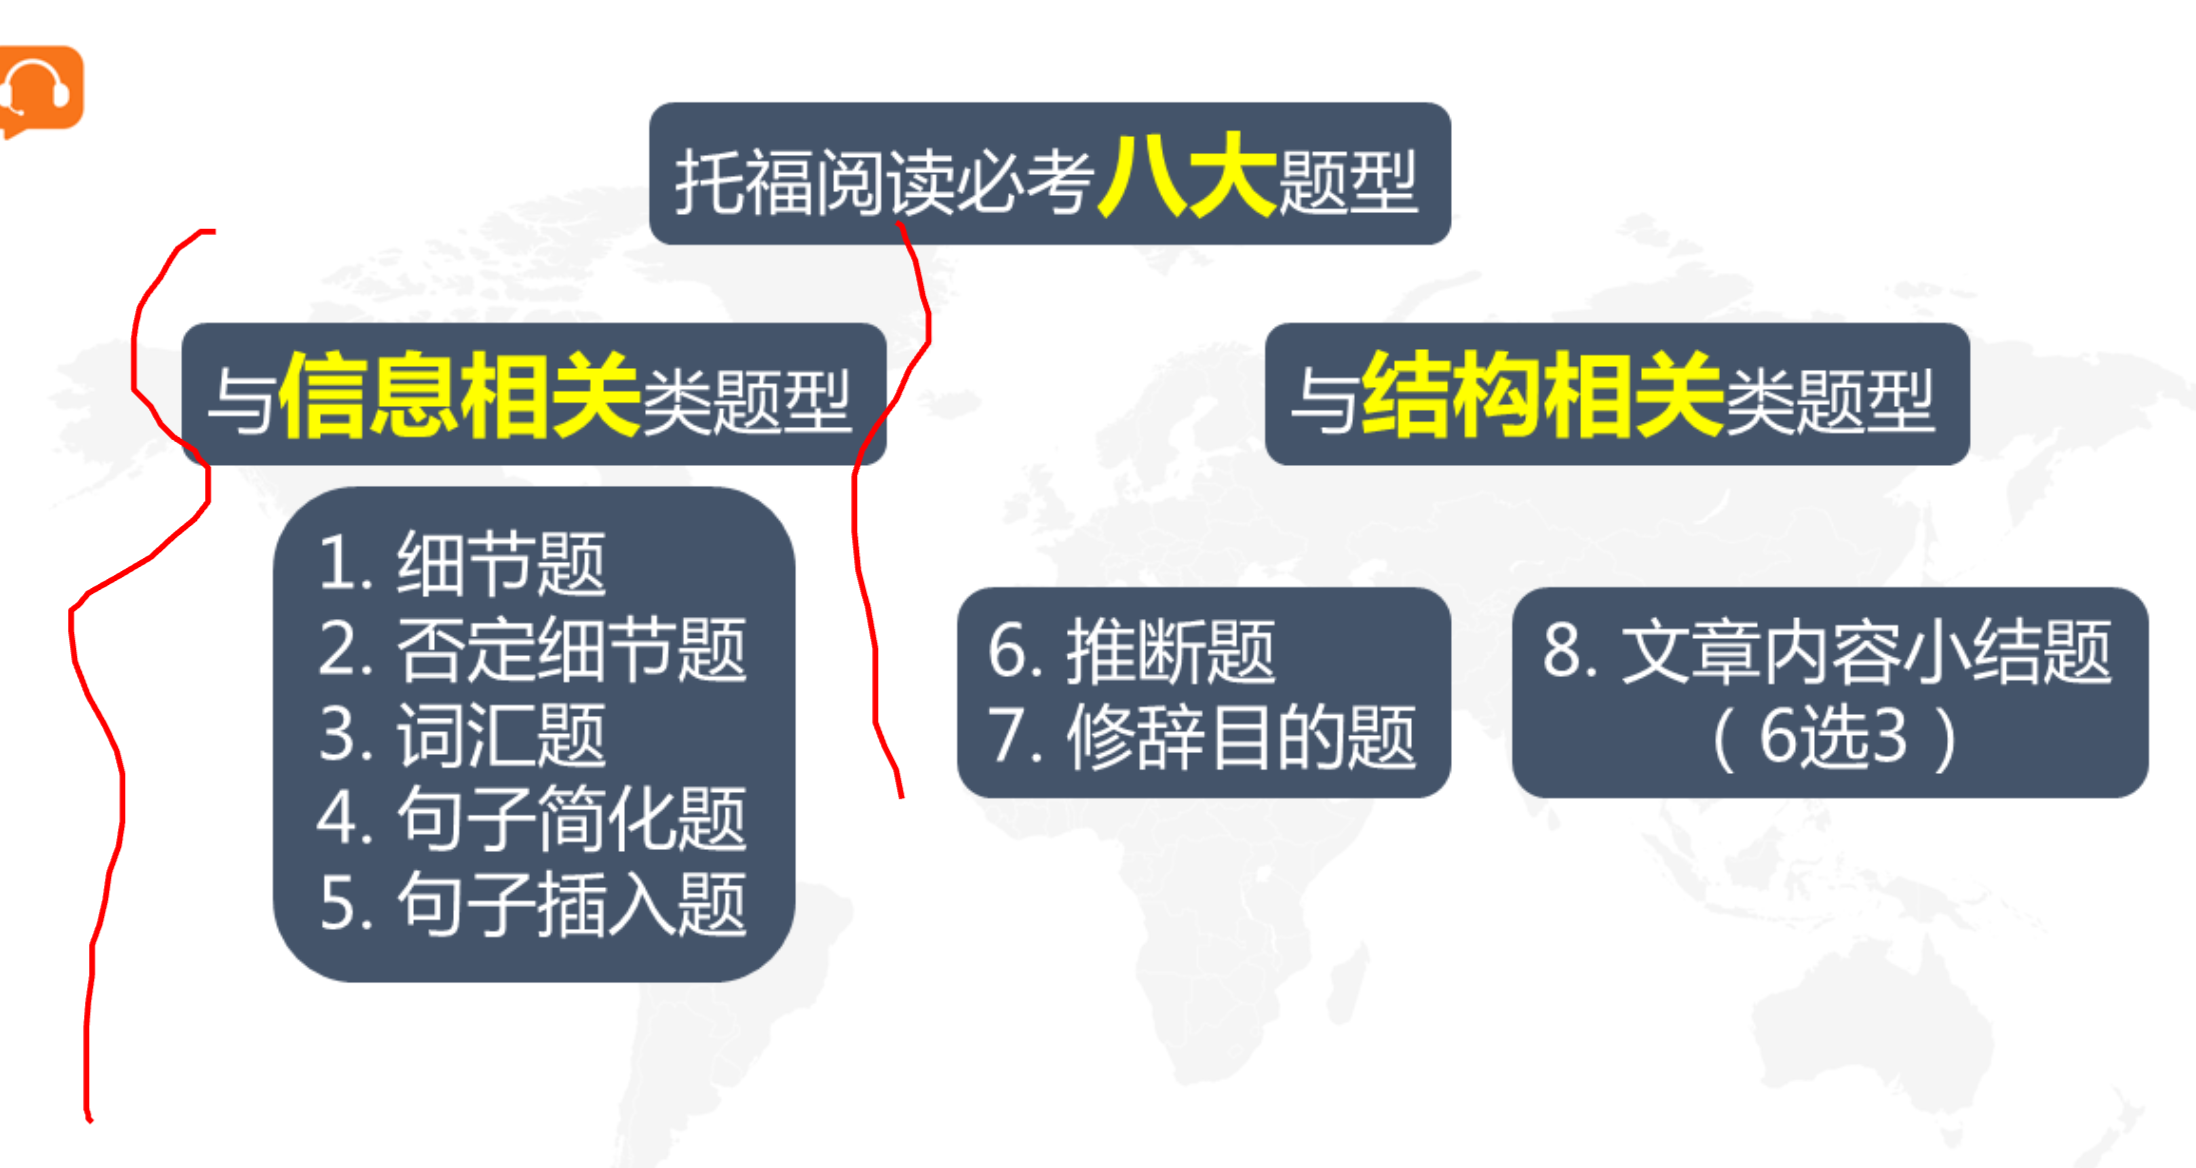 托福阅读必考八大题型
与信息相关类题型
1. 细节题
2. 否定细节题
3. 词汇题
4. 句子简化题
5. 句子插入题
与结构相关类题型
6. 推断题
7. 修辞目的题
8. 文章内容小结题
（6选3）